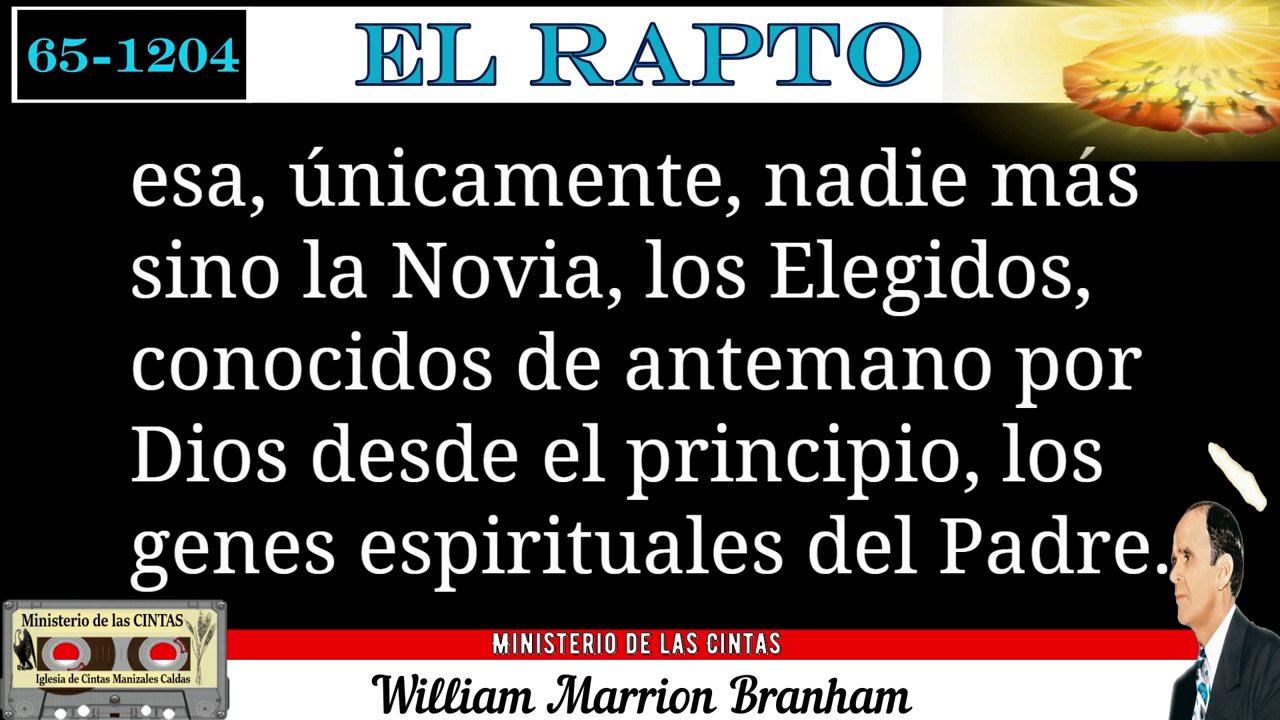 65-1204
EL RAPTO
esa, únicamente, nadie más
sino la Novia, los Elegidos,
conocidos de antemano por
Dios desde el principio, los
genes espirituales del Padre.
Ministerio de las CINTAS
Iglesia de Cintas Manizales Caldas
MINISTERIO DE LAS CINTAS
William Marrion Branham